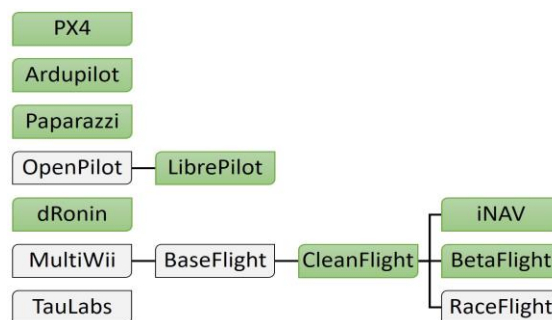 PX4
Ardupilot
Paparazzi
OpenPilot LibrePilot
dRonin iNAV
MultiWii BaseFlight CleanFlight BetaFlight
TauLabs RaceFlight